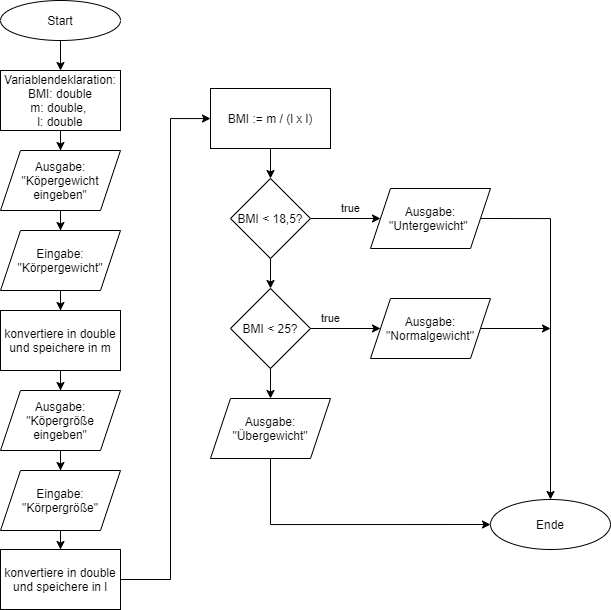 Start
Variablendeklaration:
BMI: double
m: double,
l: double
Ausgabe:
"Köpergewicht
eingeben"
Eingabe:
"Körpergewicht"
konvertiere in double
und speichere in m
Ausgabe:
"Köpergröße
eingeben"
Eingabe:
"Körpergröße"
konvertiere in double
und speichere in l
BMI := m / (l x l)
BMI < 18,5?
true
Ausgabe:
"Untergewicht"
BMI < 25?
true
Ausgabe:
"Normalgewicht"
Ausgabe:
"Übergewicht"
Ende